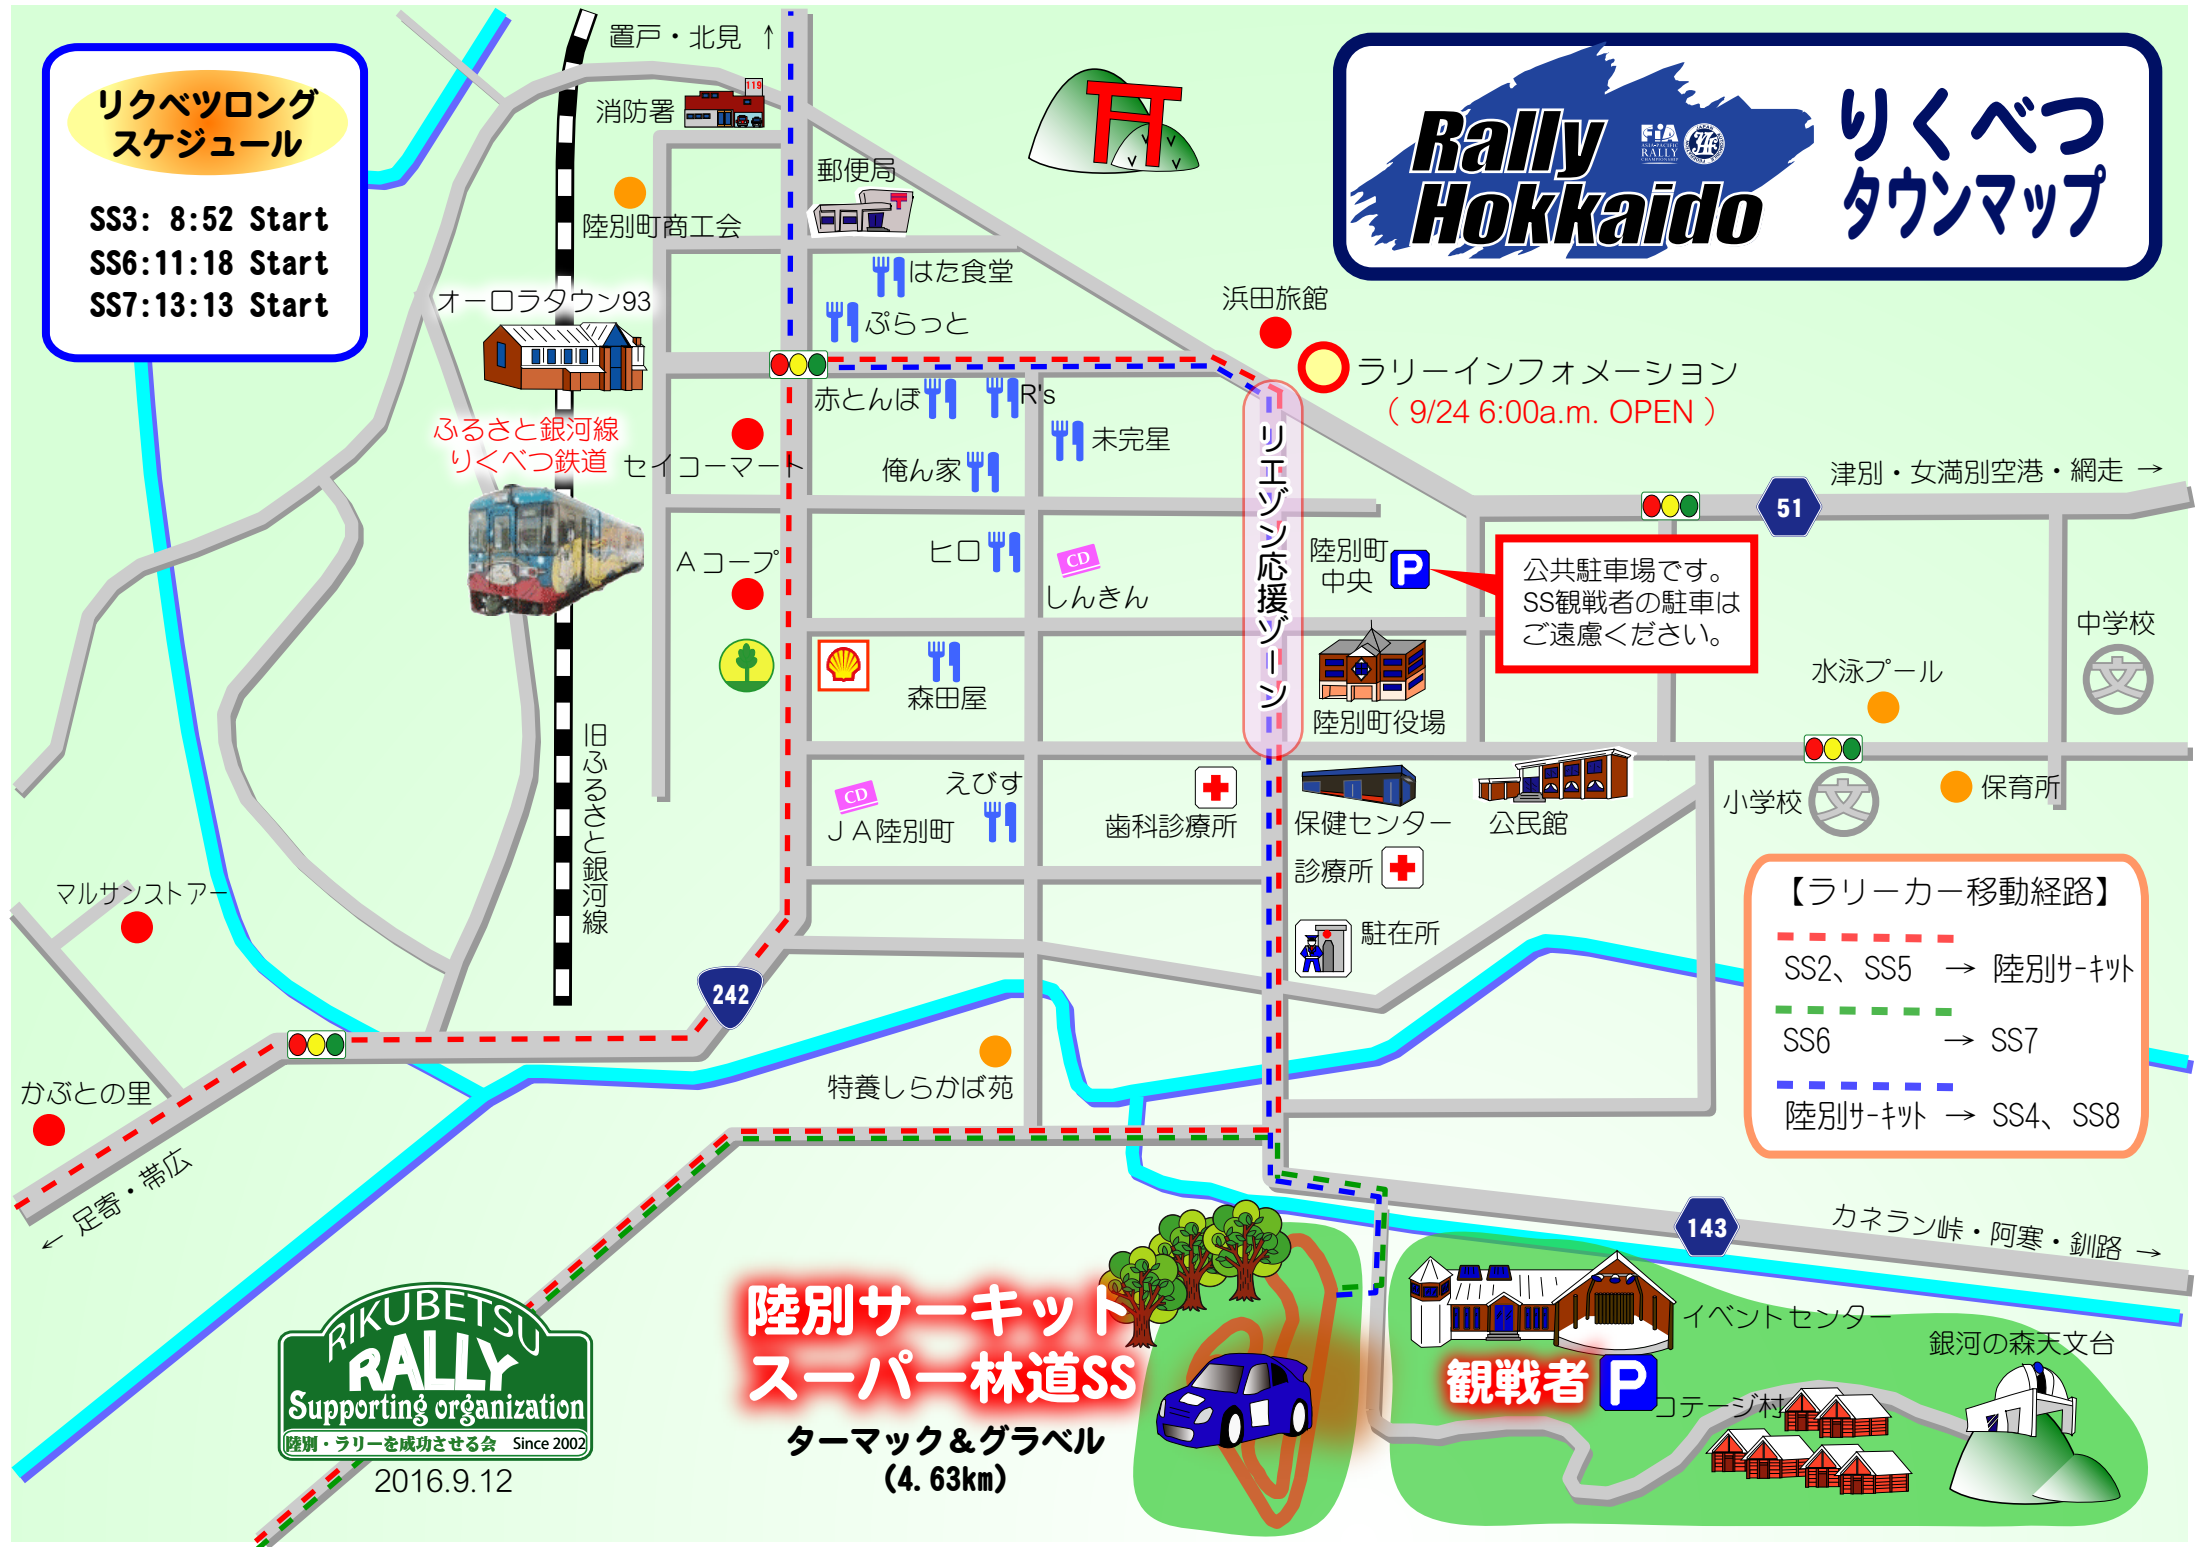 リクベツロング
スケジュール
SS3: 8:52 Start
SS6:11:18 Start
SS7:13:13 Start
置戸・北見 ↑
消防署
119
郵便局
陸別町商工会
はた食堂
ぷらっと
オーロラタウン93
ふるさと銀河線
りくべつ鉄道
赤とんぼ
R's
未完星
セイコーマート
俺ん家
Rally
Hokkaido
FIA
ASIA-PACIFIC
RALLY
CHAMPIONSHIP
りくべつ
タウンマップ
浜田旅館
ラリーインフォメーション
( 9/24 6:00a.m. OPEN )
津別・女満別空港・網走 →
51
リエゾン応援ゾーン
Aコープ
ヒロ
CD
しんきん
陸別町
中央
P
公共駐車場です。
SS観戦者の駐車は
ご遠慮ください。
中学校
文
水泳プール
森田屋
陸別町役場
旧ふるさと銀河線
えびす
CD
JA陸別町
歯科診療所
保健センター
公民館
小学校
文
保育所
診療所
駐在所
マルサンストアー
242
かぶとの里
特養しらかば苑
← 足寄・帯広
【ラリーカー移動経路】
SS2、SS5 → 陸別サーキット
SS6 → SS7
陸別サーキット → SS4、SS8
143
カネラン峠・阿寒・釧路 →
陸別サーキット
スーパー林道SS
ターマック&グラベル
(4.63km)
イベントセンター
観戦者 P
コテージ村
銀河の森天文台
RIKUBETSU
RALLY
Supporting organization
陸別・ラリーを成功させる会 Since 2002
2016.9.12